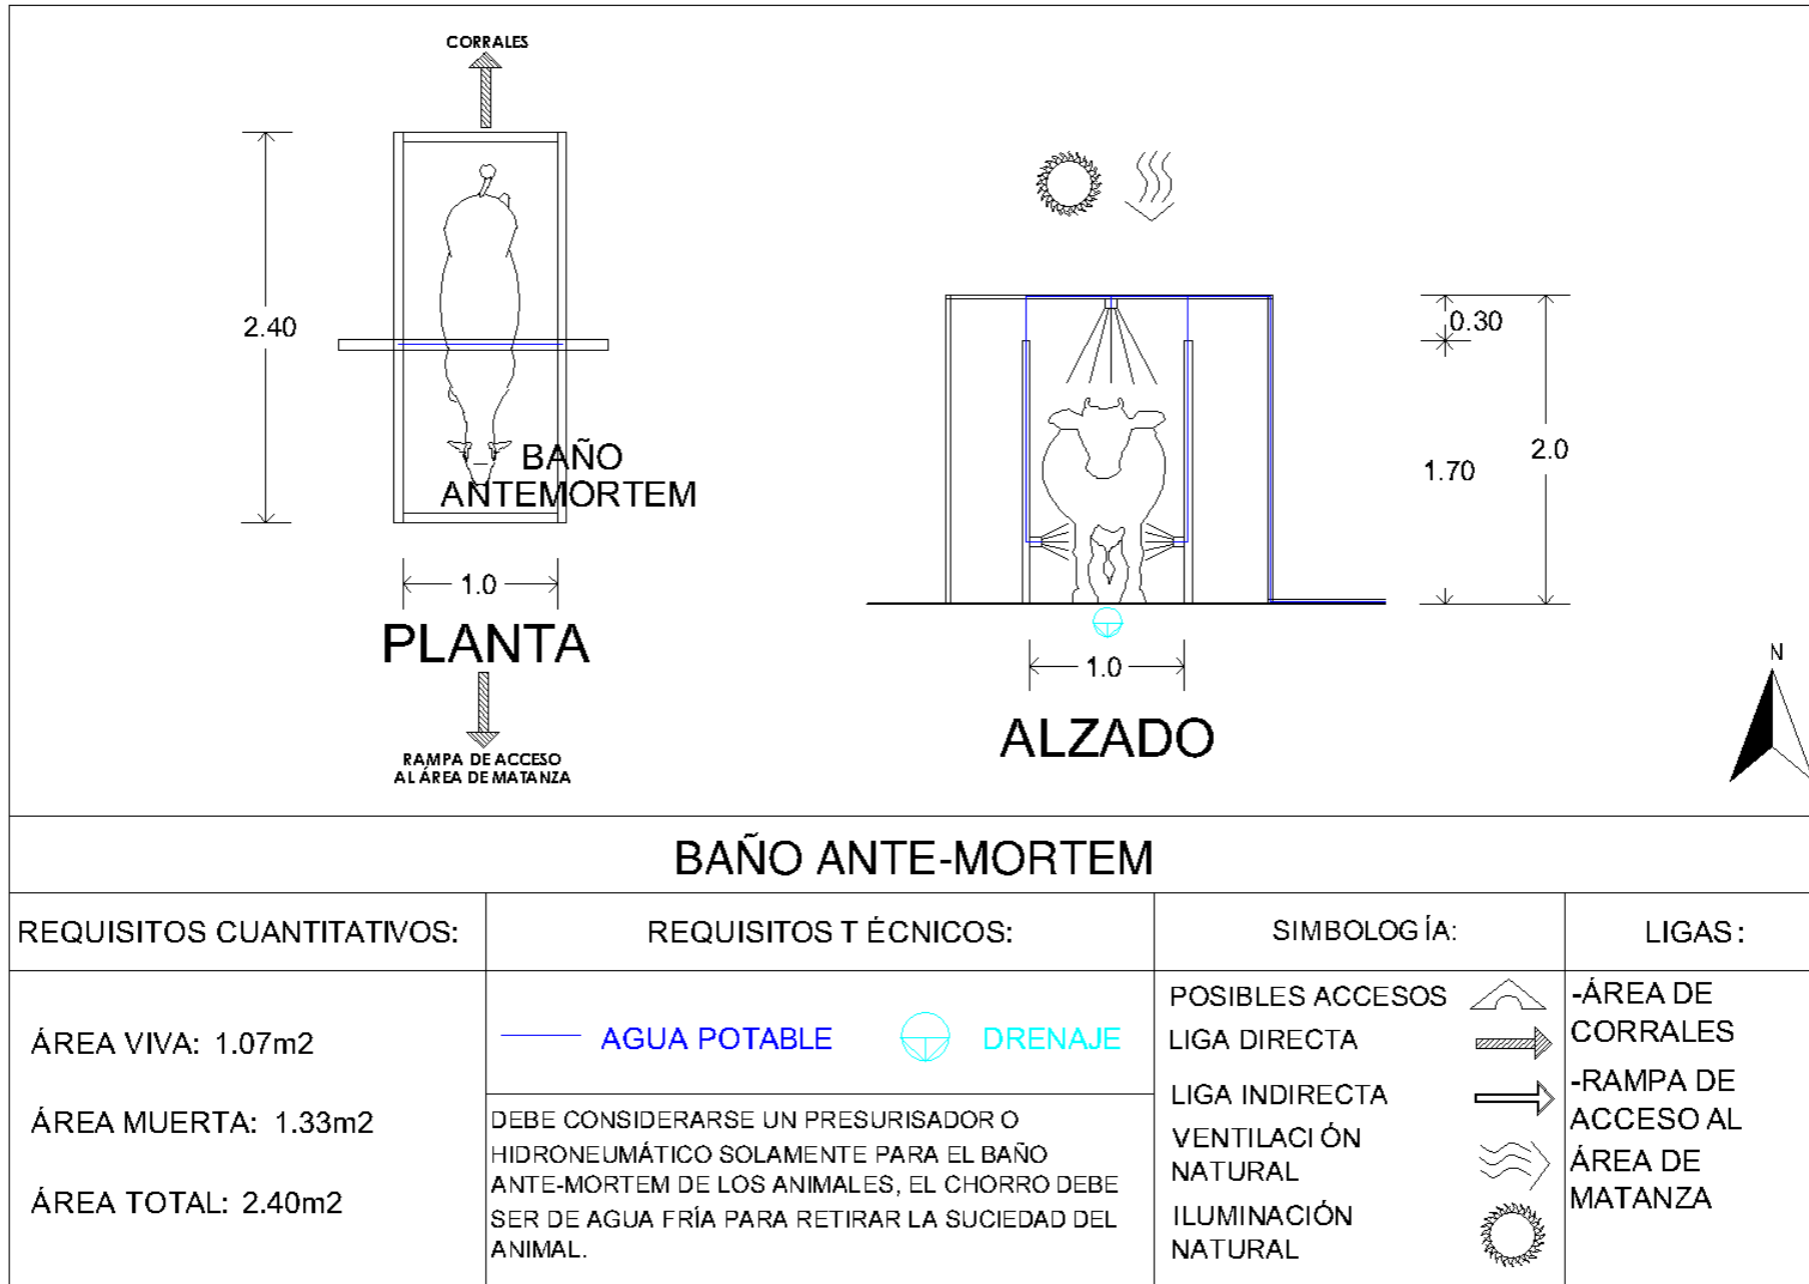 CORRALES
2.40
BAÑO
ANTEMORTEM
1.0
PLANTA
RAMPA DE ACCESO
AL ÁREA DE MATANZA
0.30
1.70
2.0
1.0
ALZADO
N
BAÑO ANTE-MORTEM
REQUISITOS CUANTITATIVOS:
ÁREA VIVA: 1.07m2
ÁREA MUERTA: 1.33m2
ÁREA TOTAL: 2.40m2
REQUISITOS TÉCNICOS:
AGUA POTABLE
DRENAJE
DEBE CONSIDERARSE UN PRESURISADOR O
HIDRONEUMÁTICO SOLAMENTE PARA EL BAÑO
ANTE-MORTEM DE LOS ANIMALES, EL CHORRO DEBE
SER DE AGUA FRÍA PARA RETIRAR LA SUCIEDAD DEL
ANIMAL.
SIMBOLOGÍA:
POSIBLES ACCESOS
LIGA DIRECTA
LIGA INDIRECTA
VENTILACIÓN
NATURAL
ILUMINACIÓN
NATURAL
LIGAS:
-ÁREA DE
CORRALES
-RAMPA DE
ACCESO AL
ÁREA DE
MATANZA